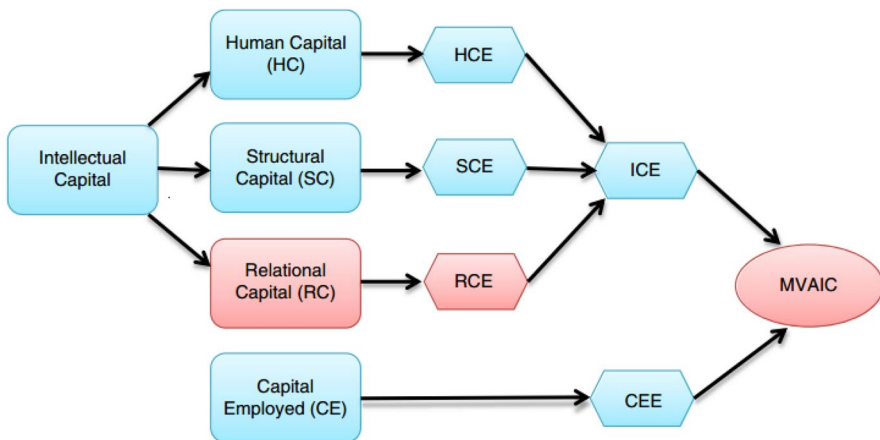 Human Capital
(HC)
HCE
Intellectual
Capital
Structural
Capital (SC)
SCE
ICE
Relational
Capital (RC)
RCE
MVAIC
Capital
Employed (CE)
CEE